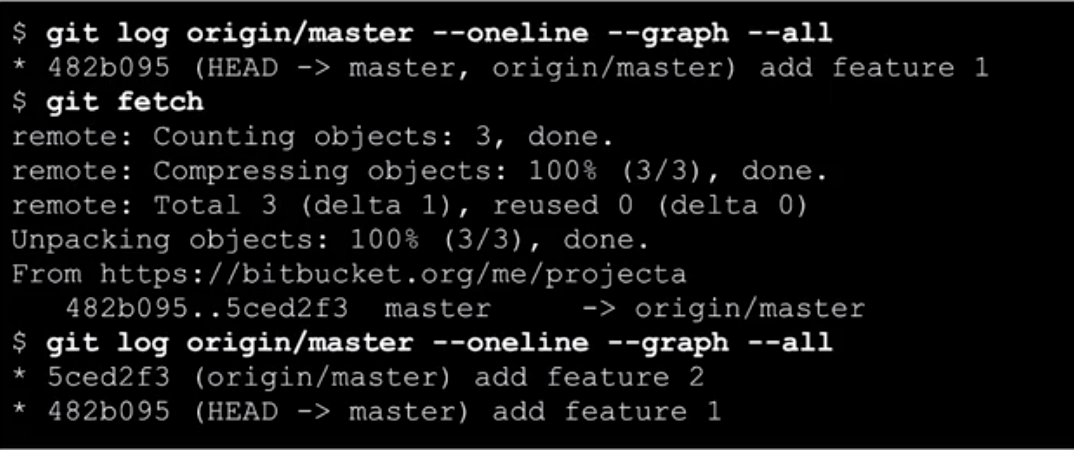 $ git log origin/master --oneline --graph --all
* 482b095 (HEAD -> master, origin/master) add feature 1
$ git fetch
remote: Counting objects: 3, done.
remote: Compressing objects: 100% (3/3), done.
remote: Total 3 (delta 1), reused 0 (delta 0)
Unpacking objects: 100% (3/3), done.
From https://bitbucket.org/me/projecta
   482b095..5ced2f3  master     -> origin/master
$ git log origin/master --oneline --graph --all
* 5ced2f3 (origin/master) add feature 2
* 482b095 (HEAD -> master) add feature 1